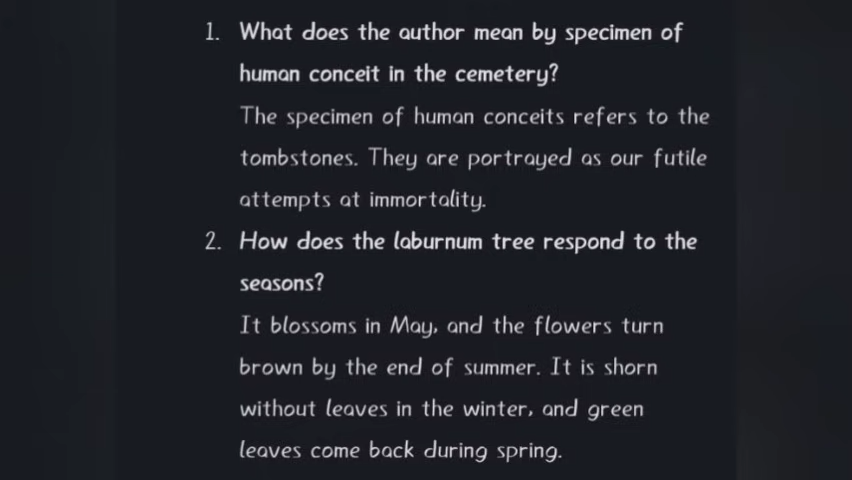 1. What does the author mean by specimen of
human conceit in the cemetery?
The specimen of human conceits refers to the
tombstones. They are portrayed as our futile
attempts at immortality.
2. How does the laburnum tree respond to the
seasons?
It blossoms in May, and the flowers turn
brown by the end of summer. It is shorn
without leaves in the winter, and green
leaves come back during spring.